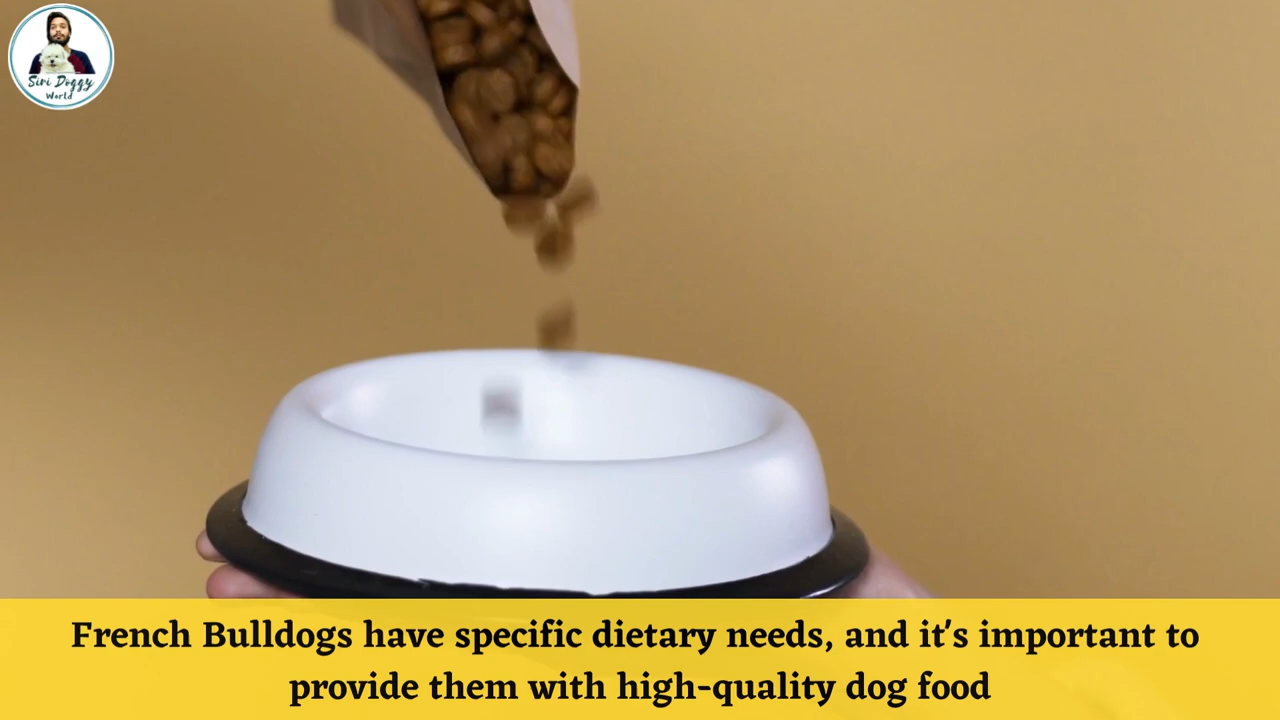 Siri Doggy
World
French Bulldogs have specific dietary needs, and it's important to
provide them with high-quality dog food